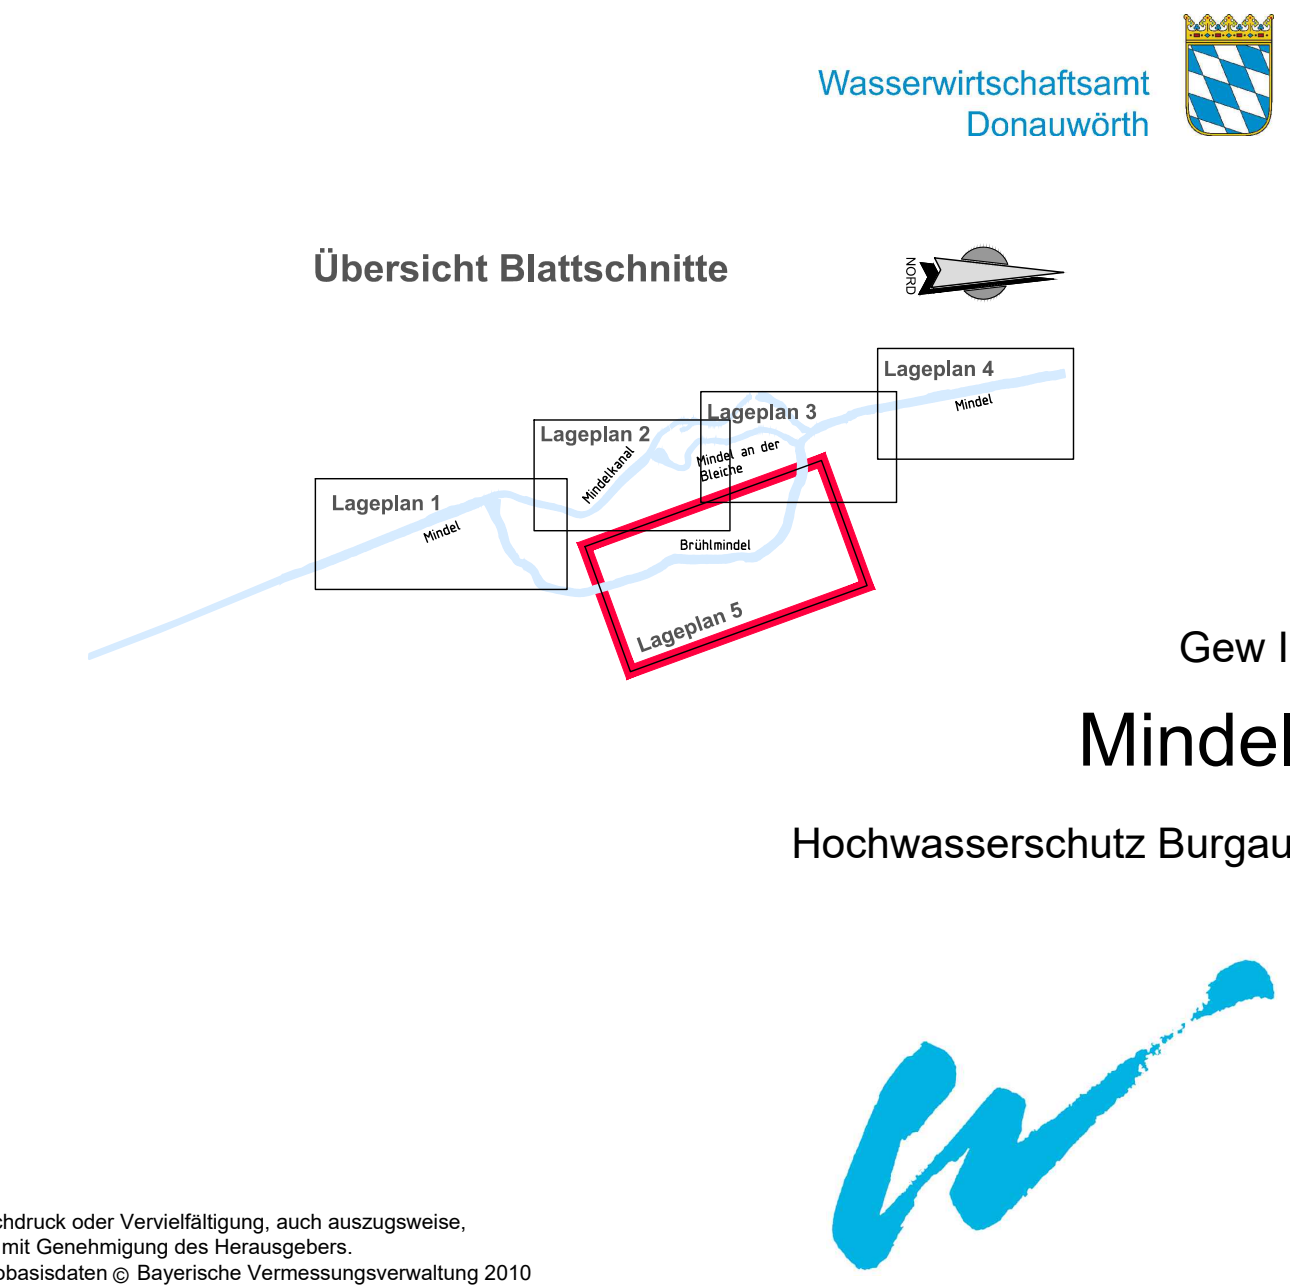 Wasserwirtschaftsamt
Donauwörth
Übersicht Blattschnitte
NORD
Lageplan 4
Mindel
Lageplan 3
Mindel an der
Bleiche
Lageplan 2
Mindelkanal
Lageplan 1
Mindel
Brühlmindel
Lageplan 5
Gew I
Mindel
Hochwasserschutz Burgau
chdruck oder Vervielfältigung, auch auszugsweise,
mit Genehmigung des Herausgebers.
obasisdaten © Bayerische Vermessungsverwaltung 2010